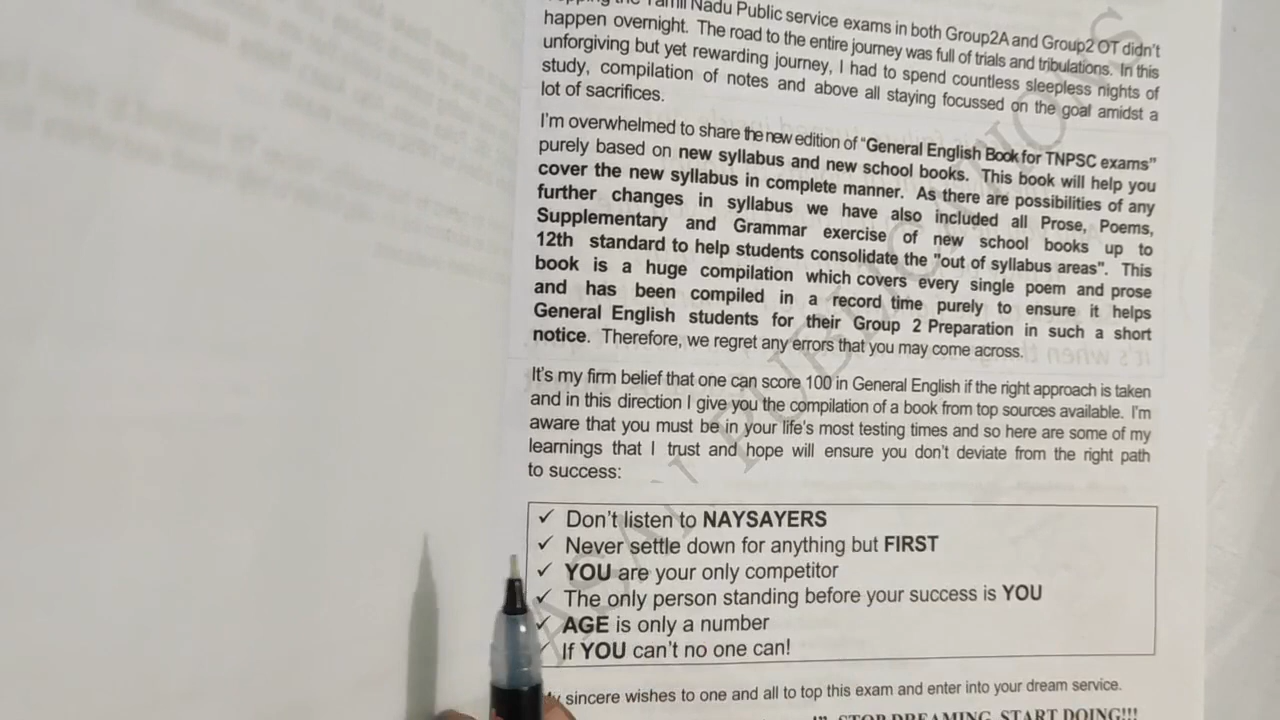 the Tamil Nadu Public service exams in both Group2A and Group2 OT didn't
happen overnight. The road to the entire journey was full of trials and tribulations. In this
unforgiving but yet rewarding journey, I had to spend countless sleepless nights of
study, compilation of notes and above all staying focussed on the goal amidst a
lot of sacrifices.
I'm overwhelmed to share the new edition of "General English Book for TNPSC exams"
purely based on new syllabus and new school books. This book will help you
cover the new syllabus in complete manner. As there are possibilities of any
further changes in syllabus we have also included all Prose, Poems,
Supplementary and Grammar exercise of new school books up to
12th standard to help students consolidate the "out of syllabus areas". This
book is a huge compilation which covers every single poem and prose
and has been compiled in a record time purely to ensure it helps
General English students for their Group 2 Preparation in such a short
notice. Therefore, we regret any errors that you may come across.
It's my firm belief that one can score 100 in General English if the right approach is taken
and in this direction I give you the compilation of a book from top sources available. I'm
aware that you must be in your life's most testing times and so here are some of my
learnings that I trust and hope will ensure you don't deviate from the right path
to success:
✓ Don't listen to NAYSAYERS
✓ Never settle down for anything but FIRST
✓ YOU are your only competitor
✓ The only person standing before your success is YOU
✓ AGE is only a number
✓ If YOU can't no one can!
sincere wishes to one and all to top this exam and enter into your dream service.
STOP DREAMING, START DOING!!!
PUBLICATIONS